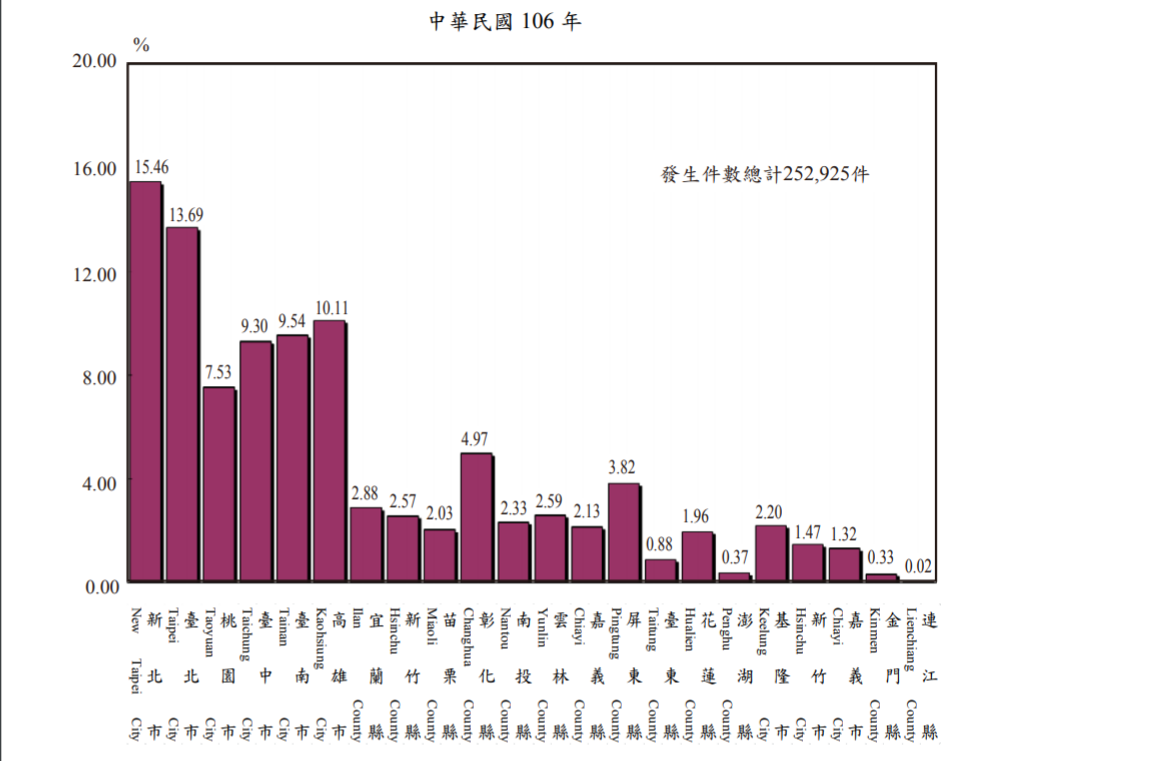 中華民國 106 年
%
20.00
16.00
12.00
8.00
4.00
0.00
發生件數總計252,925件
15.46
13.69
7.53
9.30
9.54
10.11
2.88
2.57
2.03
4.97
2.33
2.59
2.13
3.82
0.88
1.96
0.37
2.20
1.47
1.32
0.33
0.02
New Taipei City
新北市
Taipei City
臺北市
Taoyuan City
桃園市
Taichung City
臺中市
Tainan City
臺南市
Kaohsiung City
高雄市
Ilan County
宜蘭縣
Hsinchu County
新竹縣
Miaoli County
苗栗縣
Changhua County
彰化縣
Nantou County
南投縣
Yunlin County
雲林縣
Chiayi County
嘉義縣
Pingtung County
屏東縣
Taitung County
臺東縣
Hualien County
花蓮縣
Penghu County
澎湖縣
Keelung City
基隆市
Hsinchu City
新竹市
Chiayi City
嘉義市
Kinmen County
金門縣
Lienchiang County
連江縣